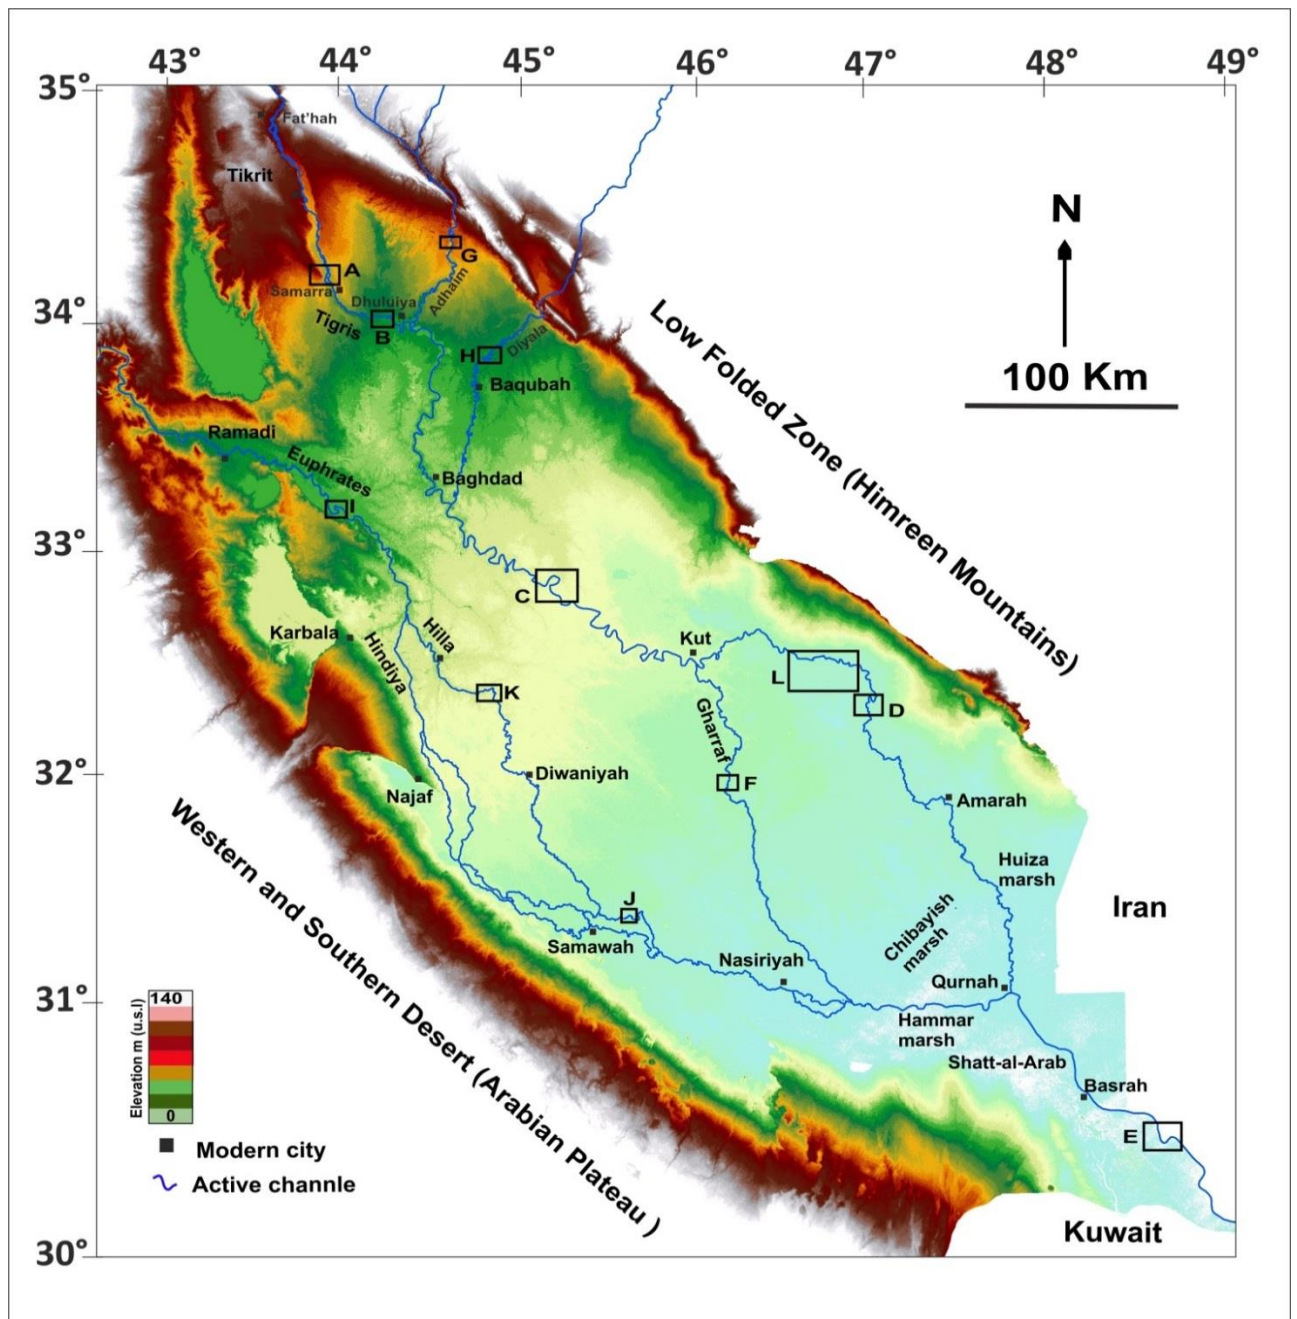 43°
44°
45°
46°
47°
48°
49°
35°
Fat'hah
Tikrit
G
A
Samarra
Dhuluiya
Adhaim
34°
Tigris
B
H
Diyala
Baqubah
Low Folded Zone (Himreen Mountains)
N
100 Km
Ramadi
Euphrates
Baghdad
I
33°
C
Karbala
Hindiya
Hilla
Kut
L
K
D
Gharraf
32°
Diwaniyah
F
Najaf
Amarah
Western and Southern Desert (Arabian Plateau )
Huiza
marsh
J
Iran
Chibayish
marsh
Samawah
Nasiriyah
Qurnah
31°
140
Elevation m (u.s.l)
0
Hammar
marsh
Shatt-al-Arab
Basrah
E
Modern city
Active channle
Kuwait
30°